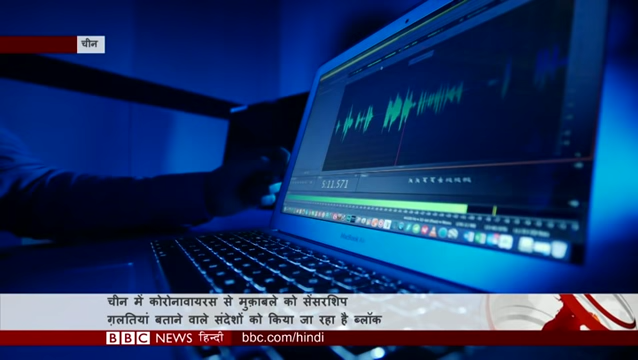 चीन
5:11.571
चीन में कोरोनावायरस से मुक़ाबले को सेंसरशिप
ग़लतियां बताने वाले संदेशों को किया जा रहा है ब्लॉक
BBC NEWS हिन्दी bbc.com/hindi